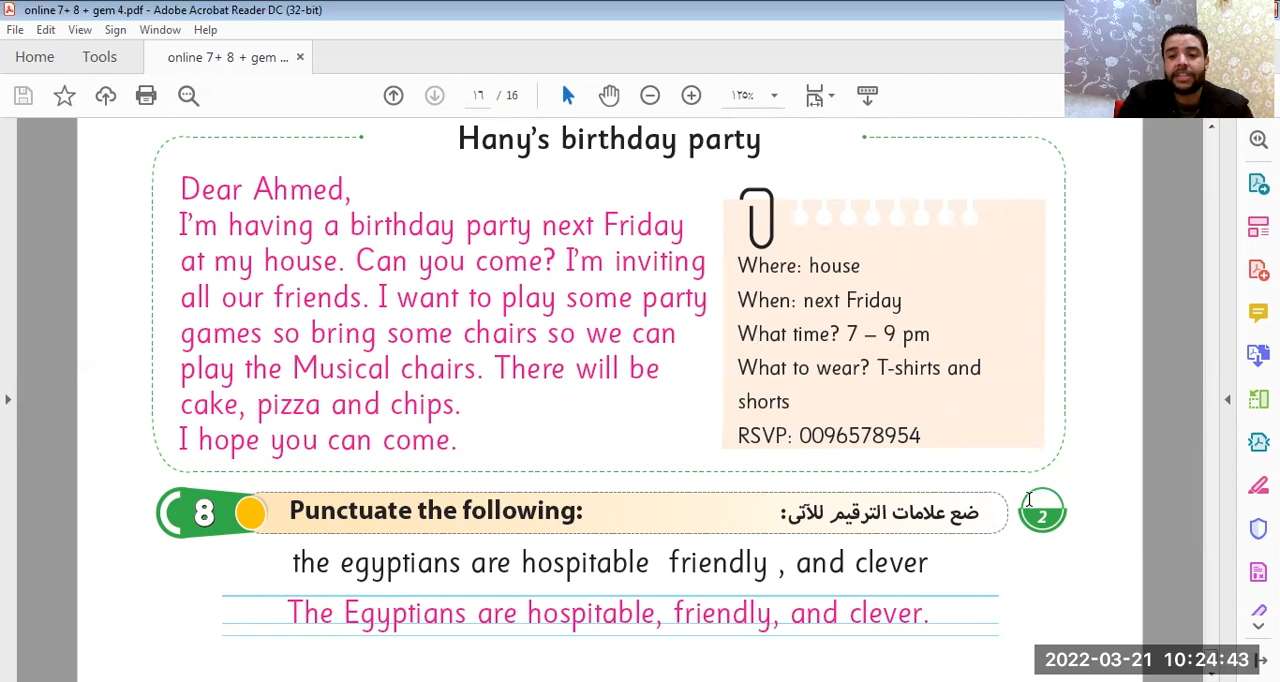 online 7+ 8 + gem 4.pdf - Adobe Acrobat Reader DC (32-bit)
File Edit View Sign Window Help
Home Tools online 7+ 8 + gem ... ×
١٦ / 16 ١٢٥%
Hany's birthday party
Dear Ahmed,
I'm having a birthday party next Friday
at my house. Can you come? I'm inviting
all our friends. I want to play some party
games so bring some chairs so we can
play the Musical chairs. There will be
cake, pizza and chips.
I hope you can come.
Where: house
When: next Friday
What time? 7 – 9 pm
What to wear? T-shirts and
shorts
RSVP: 0096578954
8 Punctuate the following: ضع علامات الترقيم للآتى: 2
the egyptians are hospitable friendly , and clever
The Egyptians are hospitable, friendly, and clever.
2022-03-21 10:24:43